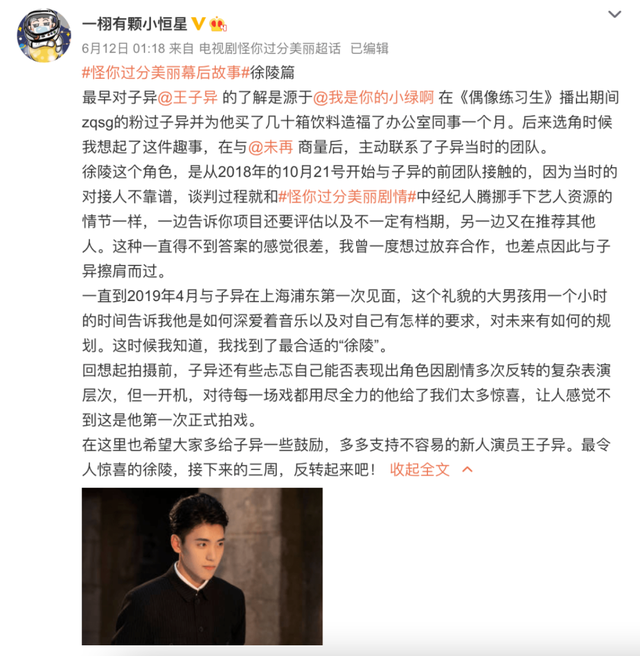 一栩有颗小恒星
6月12日 01:18 来自 电视剧怪你过分美丽超话 已编辑
#怪你过分美丽幕后故事#徐陵篇
最早对子异@王子异 的了解是源于@我是你的小绿啊 在《偶像练习生》播出期间
zqsg的粉过子异并为他买了几十箱饮料造福了办公室同事一个月。后来选角时候
我想起了这件趣事，在与@未再 商量后，主动联系了子异当时的团队。
徐陵这个角色，是从2018年的10月21号开始与子异的前团队接触的，因为当时的
对接人不靠谱，谈判过程就和#怪你过分美丽剧情#中经纪人腾挪手下艺人资源的
情节一样，一边告诉你项目还要评估以及不一定有档期，另一边又在推荐其他
人。这种一直得不到答案的感觉很差，我曾一度想过放弃合作，也差点因此与子
异擦肩而过。
一直到2019年4月与子异在上海浦东第一次见面，这个礼貌的大男孩用一个小时
的时间告诉我他是如何深爱着音乐以及对自己有怎样的要求，对未来有如何的规
划。这时候我知道，我找到了最合适的“徐陵”。
回想起拍摄前，子异还有些忐忑自己能否表现出角色因剧情多次反转的复杂表演
层次，但一开机，对待每一场戏都用尽全力的他给了我们太多惊喜，让人感觉不
到这是他第一次正式拍戏。
在这里也希望大家多给子异一些鼓励，多多支持不容易的新人演员王子异。最令
人惊喜的徐陵，接下来的三周，反转起来吧！ 收起全文